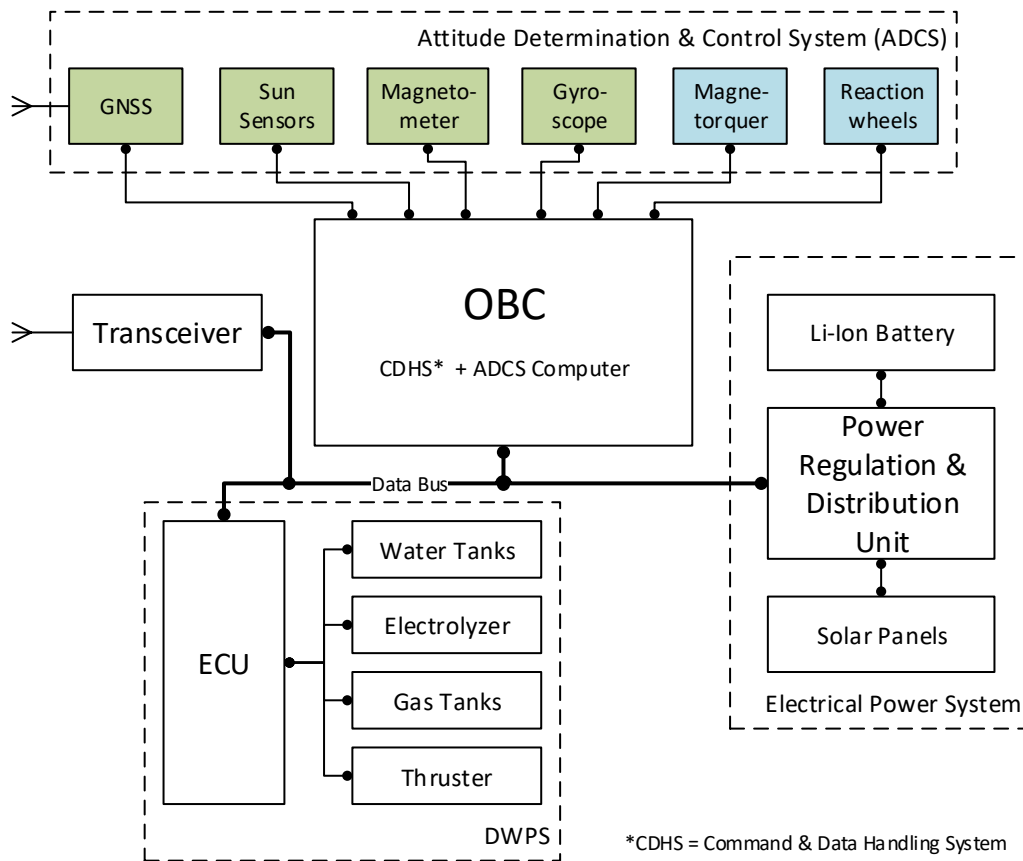 Attitude Determination & Control System (ADCS)
GNSS
Sun
Sensors
Magneto-
meter
Gyro-
scope
Magne-
torquer
Reaction
wheels
OBC
CDHS* + ADCS Computer
Transceiver
Li-Ion Battery
Power
Regulation &
Distribution
Unit
Solar Panels
Electrical Power System
Data Bus
ECU
Water Tanks
Electrolyzer
Gas Tanks
Thruster
DWPS
*CDHS = Command & Data Handling System